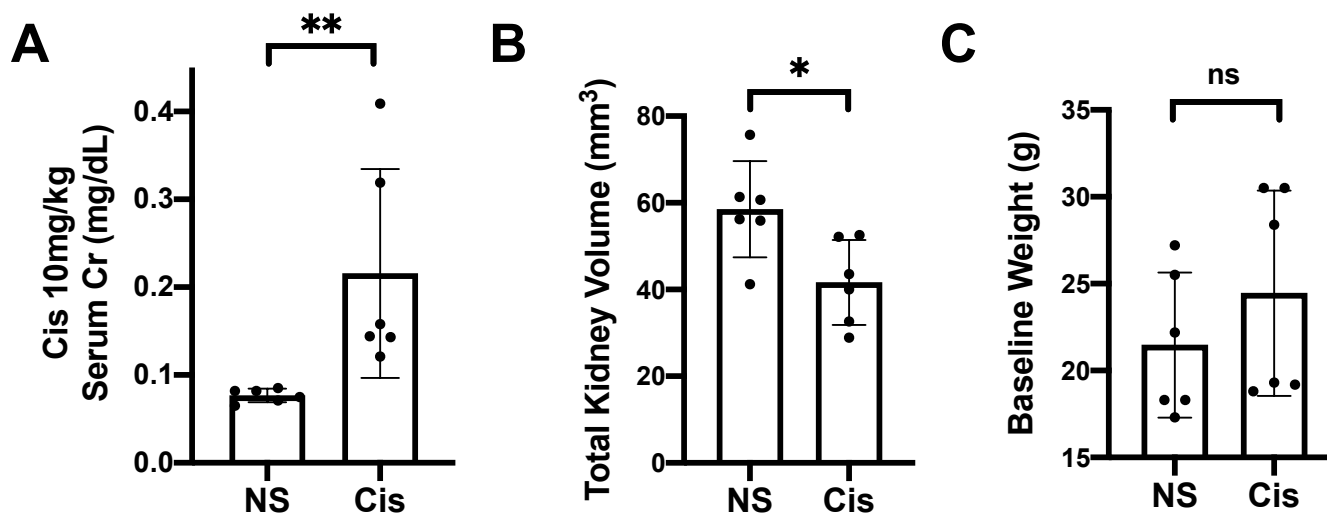 A
**
Cis 10mg/kg
Serum Cr (mg/dL)
0.4
0.3
0.2
0.1
0.0
NS Cis
B
*
Total Kidney Volume (mm³)
80
60
40
20
0
NS Cis
C
ns
Baseline Weight (g)
35
30
25
20
15
NS Cis